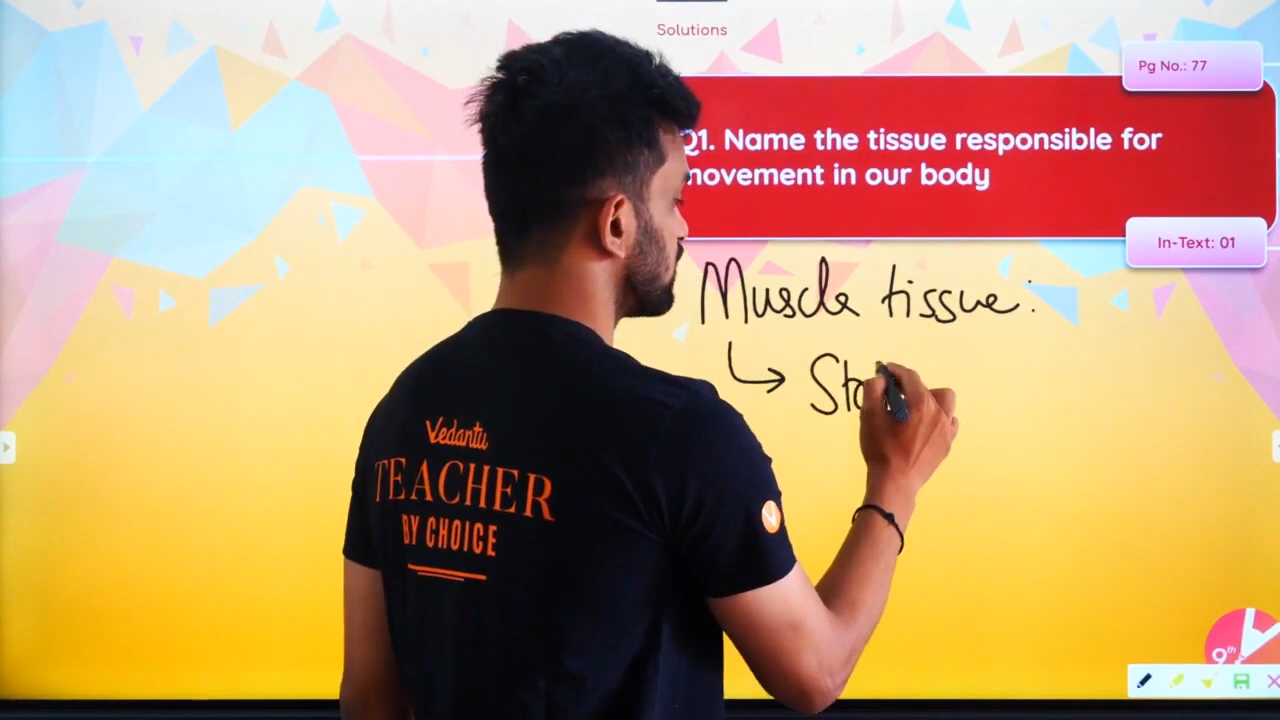 Solutions
Pg No.: 77
Q1. Name the tissue responsible for
movement in our body
In-Text: 01
Muscle tissue:
Vedantu
TEACHER
BY CHOICE
9th